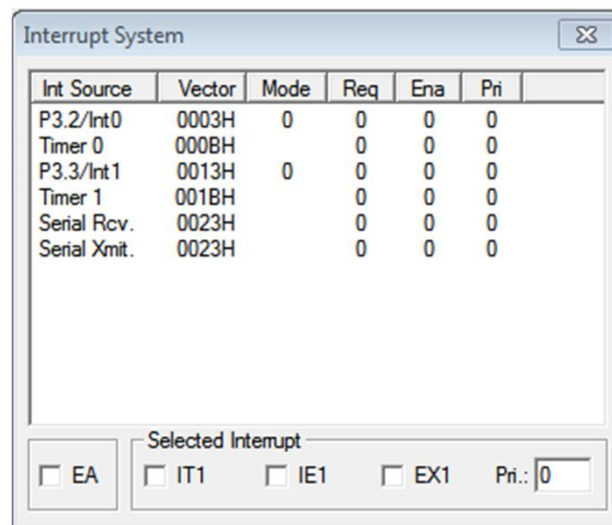 Interrupt System
Int Source Vector Mode Req Ena Pri
P3.2/Int0 0003H 0 0 0 0
Timer 0 000BH 0 0 0
P3.3/Int1 0013H 0 0 0 0
Timer 1 001BH 0 0 0
Serial Rcv. 0023H 0 0 0
Serial Xmit. 0023H 0 0 0
Selected Interrupt
EA IT1 IE1 EX1 Pri.: 0